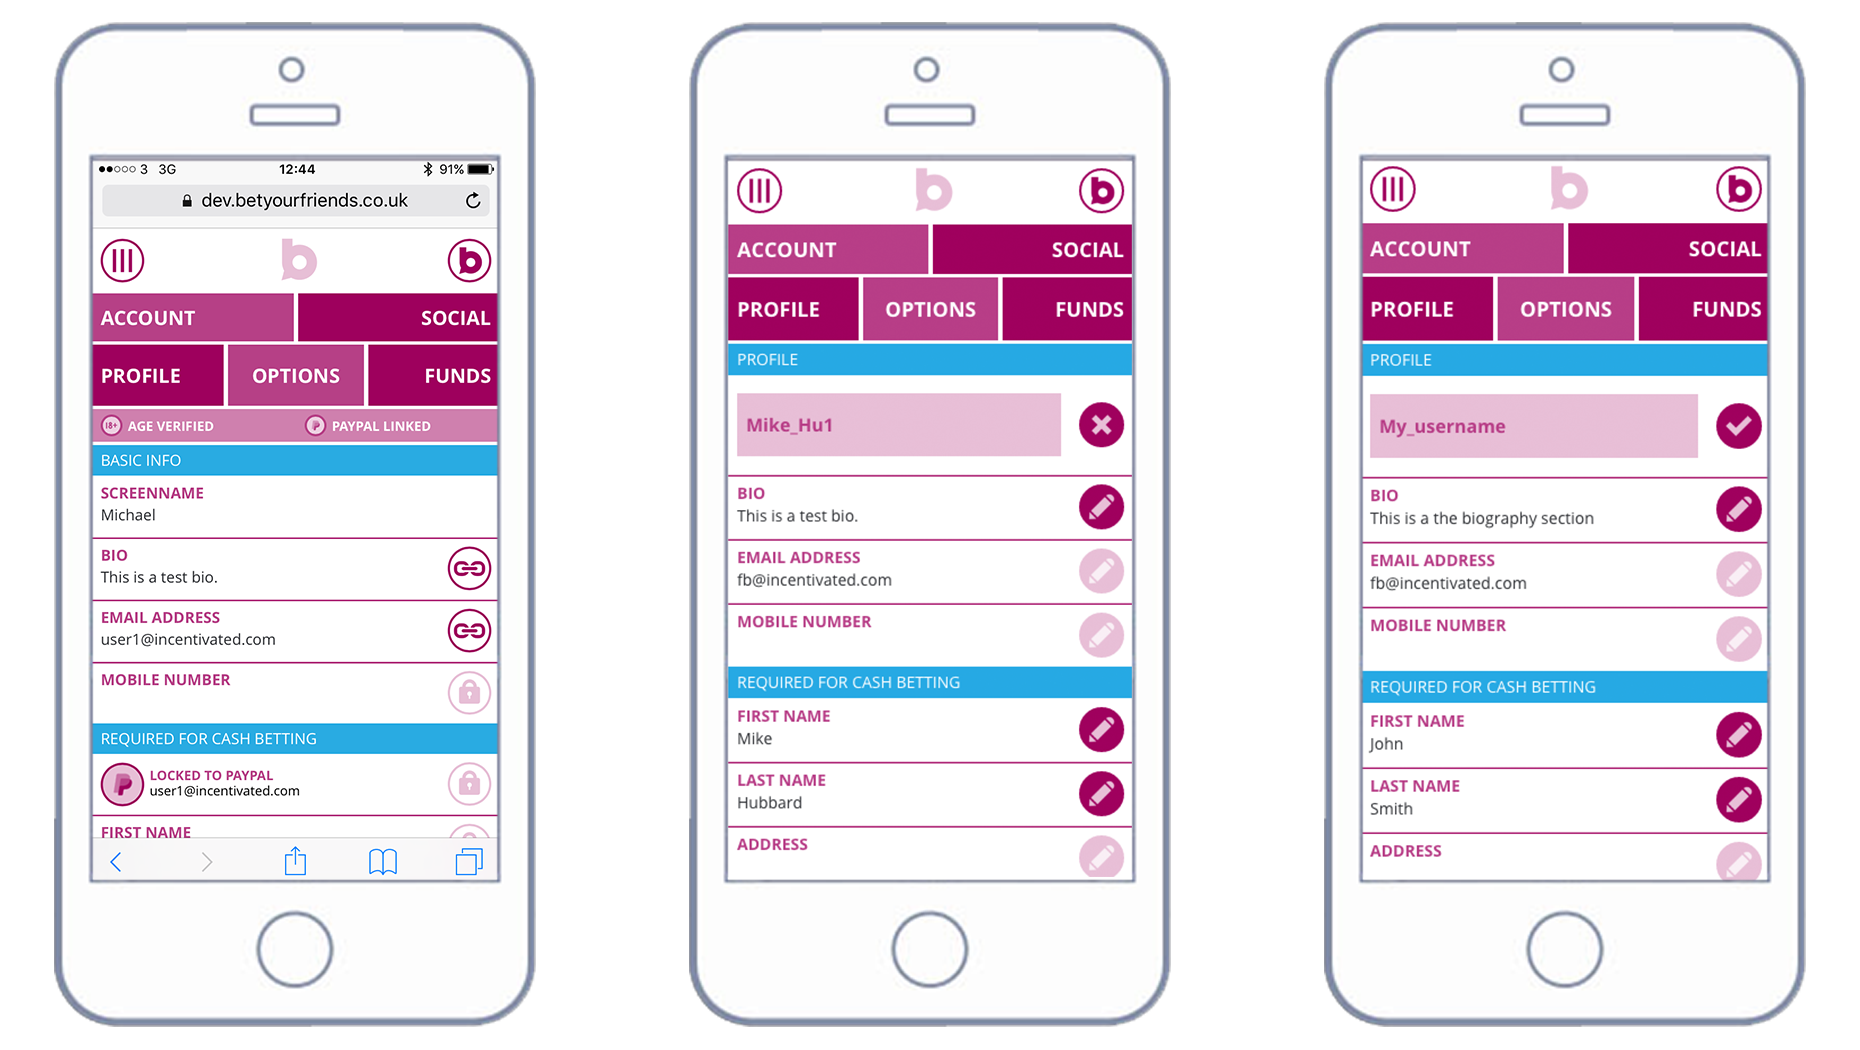 3 3G 12:44 91%
dev.betyourfriends.co.uk
b b
ACCOUNT SOCIAL
PROFILE OPTIONS FUNDS
18+ AGE VERIFIED P PAYPAL LINKED
BASIC INFO
SCREENNAME
Michael
BIO
This is a test bio.
EMAIL ADDRESS
user1@incentivated.com
MOBILE NUMBER
REQUIRED FOR CASH BETTING
P LOCKED TO PAYPAL
user1@incentivated.com
FIRST NAME
b b
ACCOUNT SOCIAL
PROFILE OPTIONS FUNDS
PROFILE
Mike_Hu1
BIO
This is a test bio.
EMAIL ADDRESS
fb@incentivated.com
MOBILE NUMBER
REQUIRED FOR CASH BETTING
FIRST NAME
Mike
LAST NAME
Hubbard
ADDRESS
b b
ACCOUNT SOCIAL
PROFILE OPTIONS FUNDS
PROFILE
My_username
BIO
This is a the biography section
EMAIL ADDRESS
fb@incentivated.com
MOBILE NUMBER
REQUIRED FOR CASH BETTING
FIRST NAME
John
LAST NAME
Smith
ADDRESS